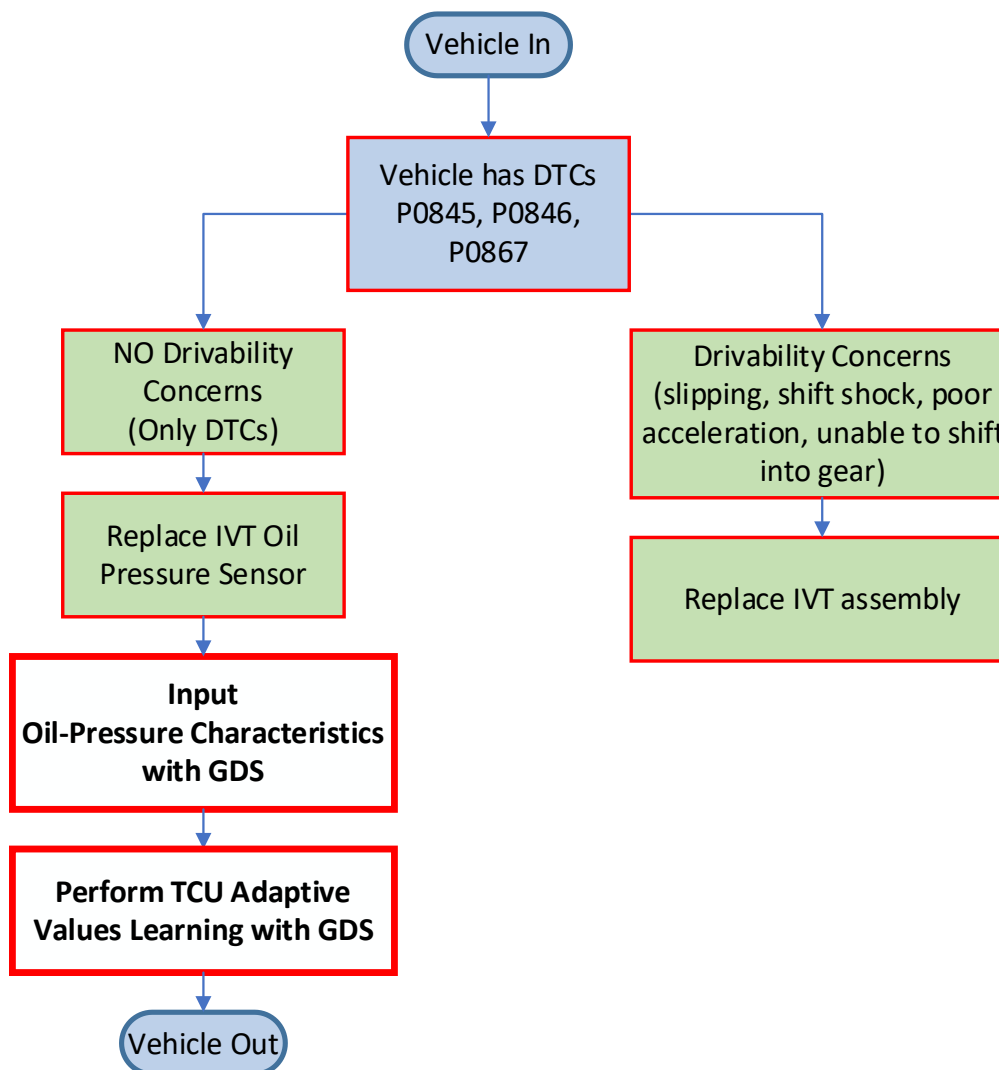 Vehicle In
Vehicle has DTCs
P0845, P0846,
P0867
NO Drivability
Concerns
(Only DTCs)
Drivability Concerns
(slipping, shift shock, poor
acceleration, unable to shift
into gear)
Replace IVT Oil
Pressure Sensor
Replace IVT assembly
Input
Oil-Pressure Characteristics
with GDS
Perform TCU Adaptive
Values Learning with GDS
Vehicle Out